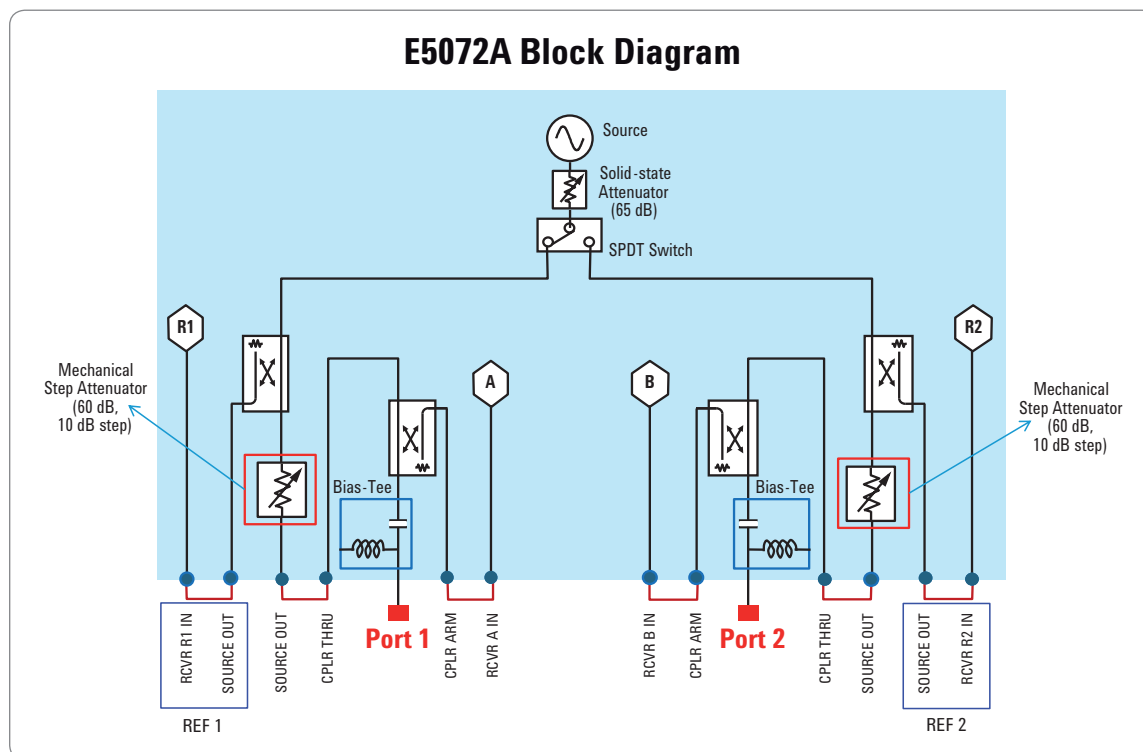 E5072A Block Diagram
Source
Solid-state
Attenuator
(65 dB)
SPDT Switch
R1
R2
Mechanical
Step Attenuator
(60 dB,
10 dB step)
A
B
Mechanical
Step Attenuator
(60 dB,
10 dB step)
Bias-Tee
Bias-Tee
RCVR R1 IN
SOURCE OUT
SOURCE OUT
CPLR THRU
Port 1
CPLR ARM
RCVR A IN
RCVR B IN
CPLR ARM
Port 2
CPLR THRU
SOURCE OUT
SOURCE OUT
RCVR R2 IN
REF 1
REF 2